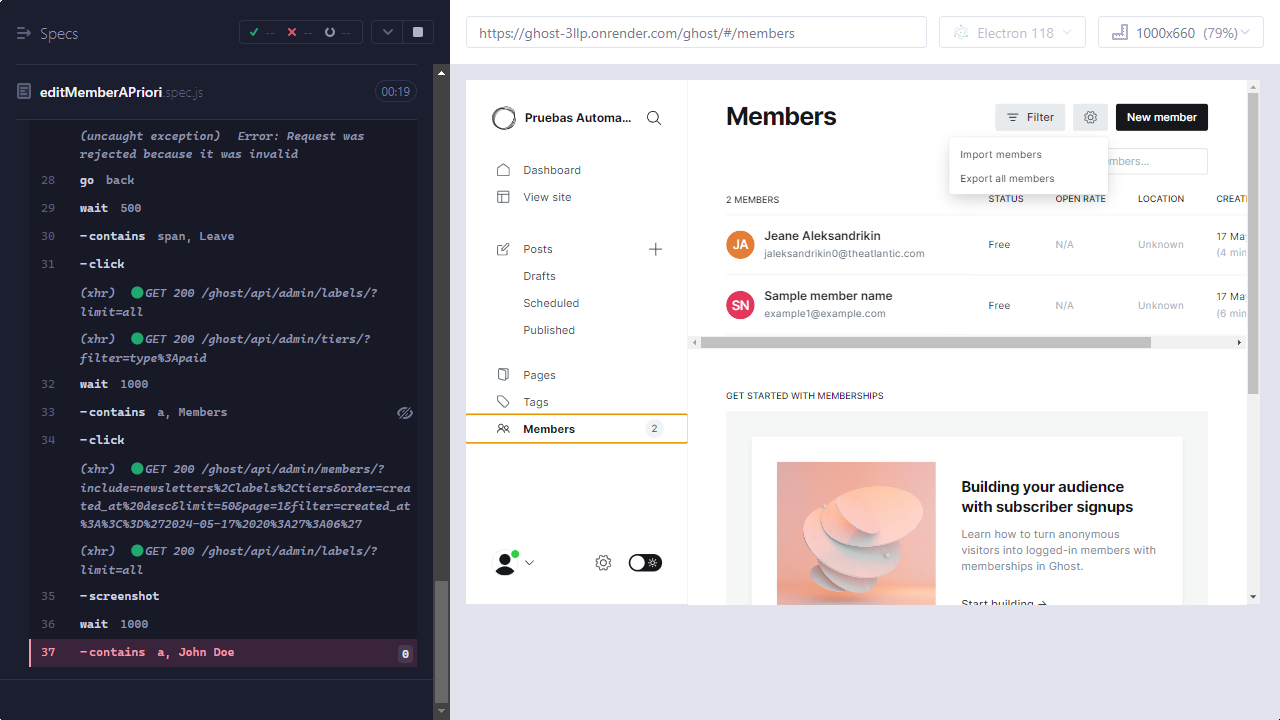 Specs
--
--
--
editMemberAPriori.spec.js
00:19
(uncaught exception) Error: Request was
rejected because it was invalid
28 go back
29 wait 500
30 -contains span, Leave
31 -click
(xhr) GET 200 /ghost/api/admin/labels/?
limit=all
(xhr) GET 200 /ghost/api/admin/tiers/?
filter=type%3Apaid
32 wait 1000
33 -contains a, Members
34 -click
(xhr) GET 200 /ghost/api/admin/members/?
include=newsletters%2Clabels%2Ctiers&order=crea
ted_at%20desc&limit=50&page=1&filter=created_at
%3A%3C%3D%272024-05-17%2020%3A27%3A06%27
(xhr) GET 200 /ghost/api/admin/labels/?
limit=all
35 -screenshot
36 wait 1000
37 -contains a, John Doe 0
https://ghost-3llp.onrender.com/ghost/#/members
Electron 118
1000x660 (79%)
Pruebas Automa...
Dashboard
View site
Posts
Drafts
Scheduled
Published
Pages
Tags
Members 2
Members
Filter
New member
Import members
Export all members
mbers...
2 MEMBERS STATUS OPEN RATE LOCATION CREATE
JA Jeane Aleksandrikin
jaleksandrikin0@theatlantic.com
Free N/A Unknown 17 May
(4 min
SN Sample member name
example1@example.com
Free N/A Unknown 17 May
(6 min
GET STARTED WITH MEMBERSHIPS
Building your audience
with subscriber signups
Learn how to turn anonymous
visitors into logged-in members with
memberships in Ghost.
Start building →